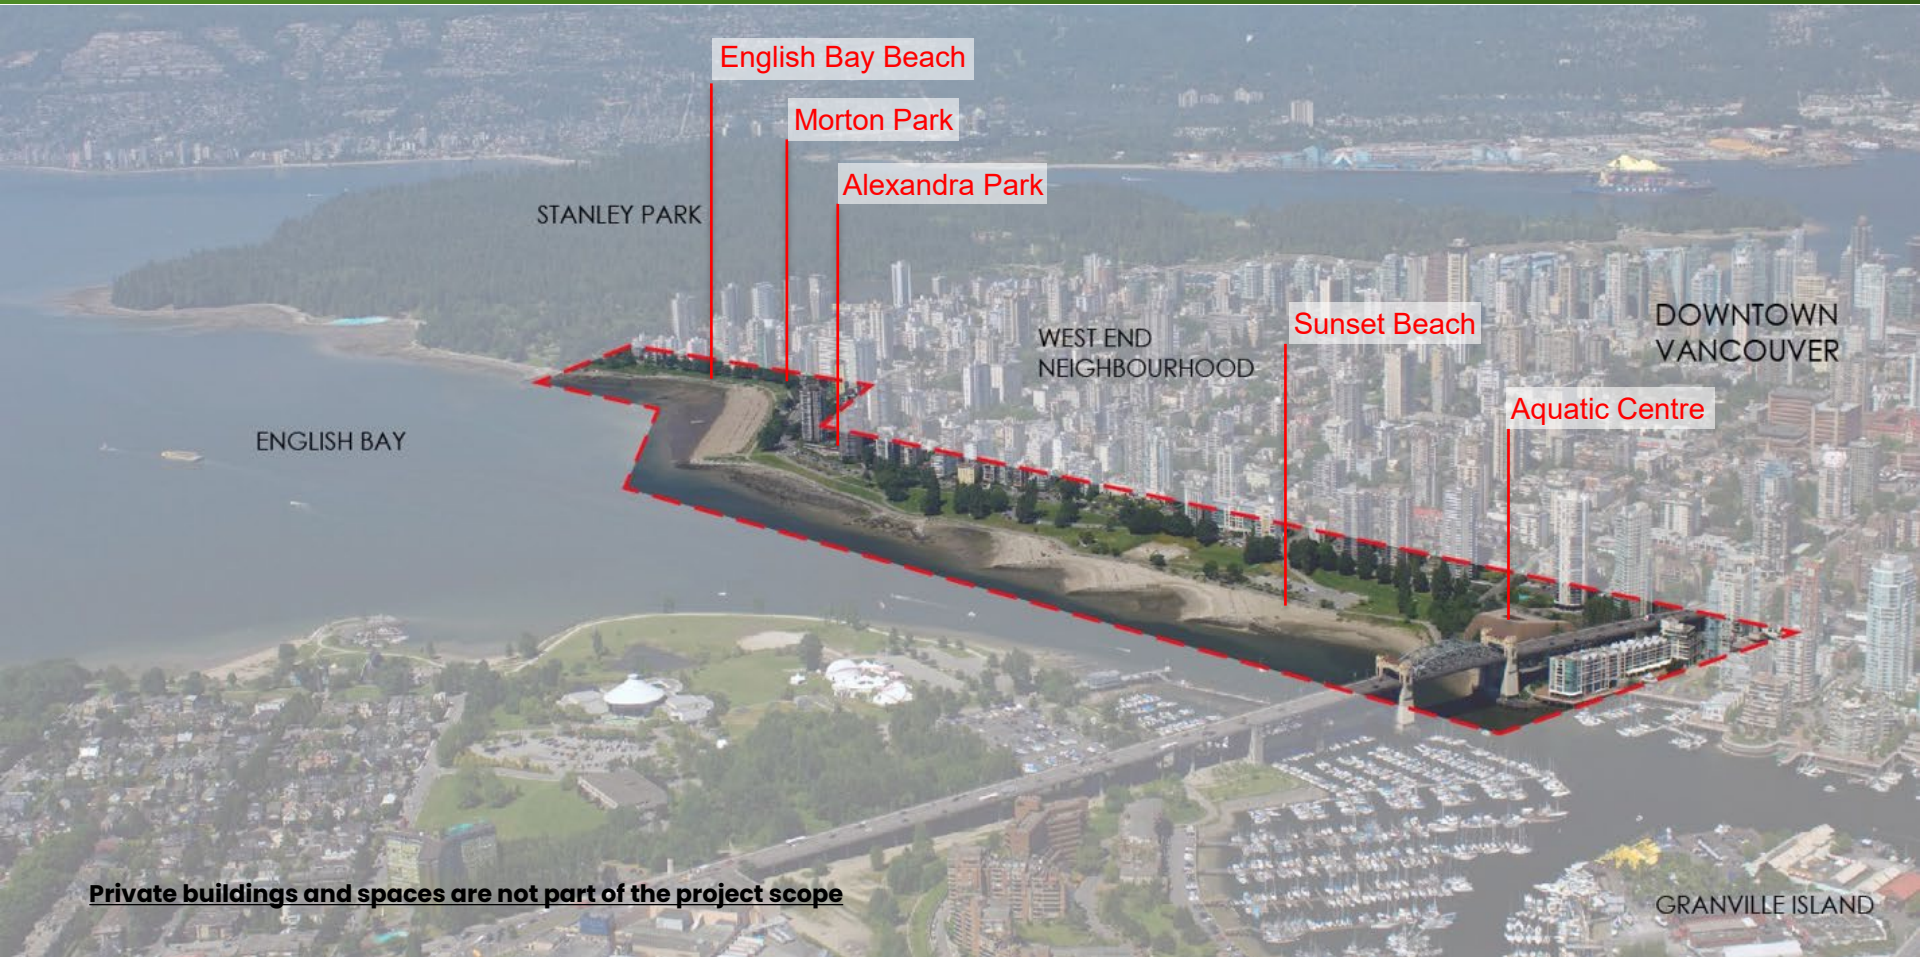 English Bay Beach
Morton Park
Alexandra Park
STANLEY PARK
Sunset Beach
DOWNTOWN
VANCOUVER
WEST END
NEIGHBOURHOOD
Aquatic Centre
ENGLISH BAY
Private buildings and spaces are not part of the project scope
GRANVILLE ISLAND